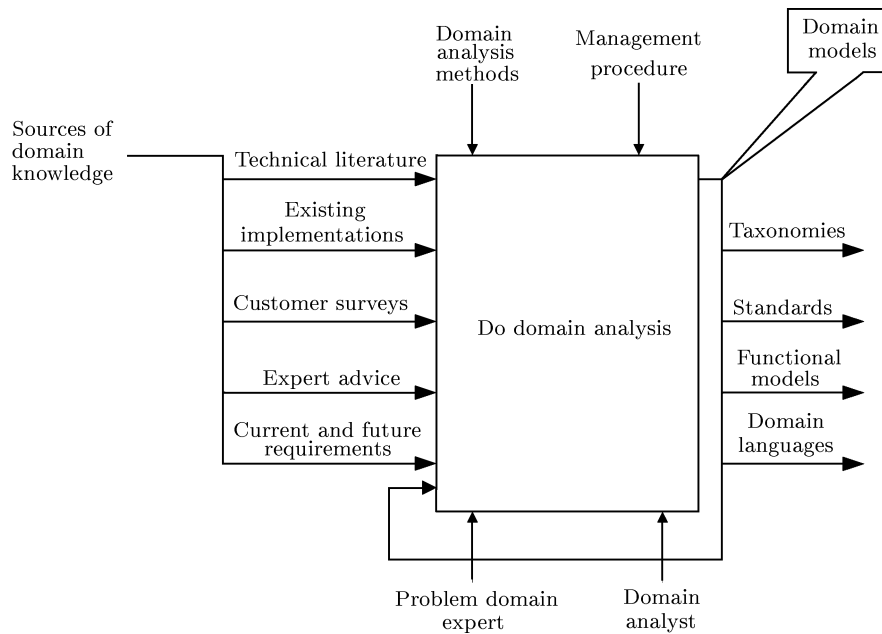 Domain
analysis
methods
Management
procedure
Domain
models
Sources of
domain
knowledge
Technical literature
Existing
implementations
Customer surveys
Expert advice
Current and future
requirements
Do domain analysis
Taxonomies
Standards
Functional
models
Domain
languages
Problem domain
expert
Domain
analyst